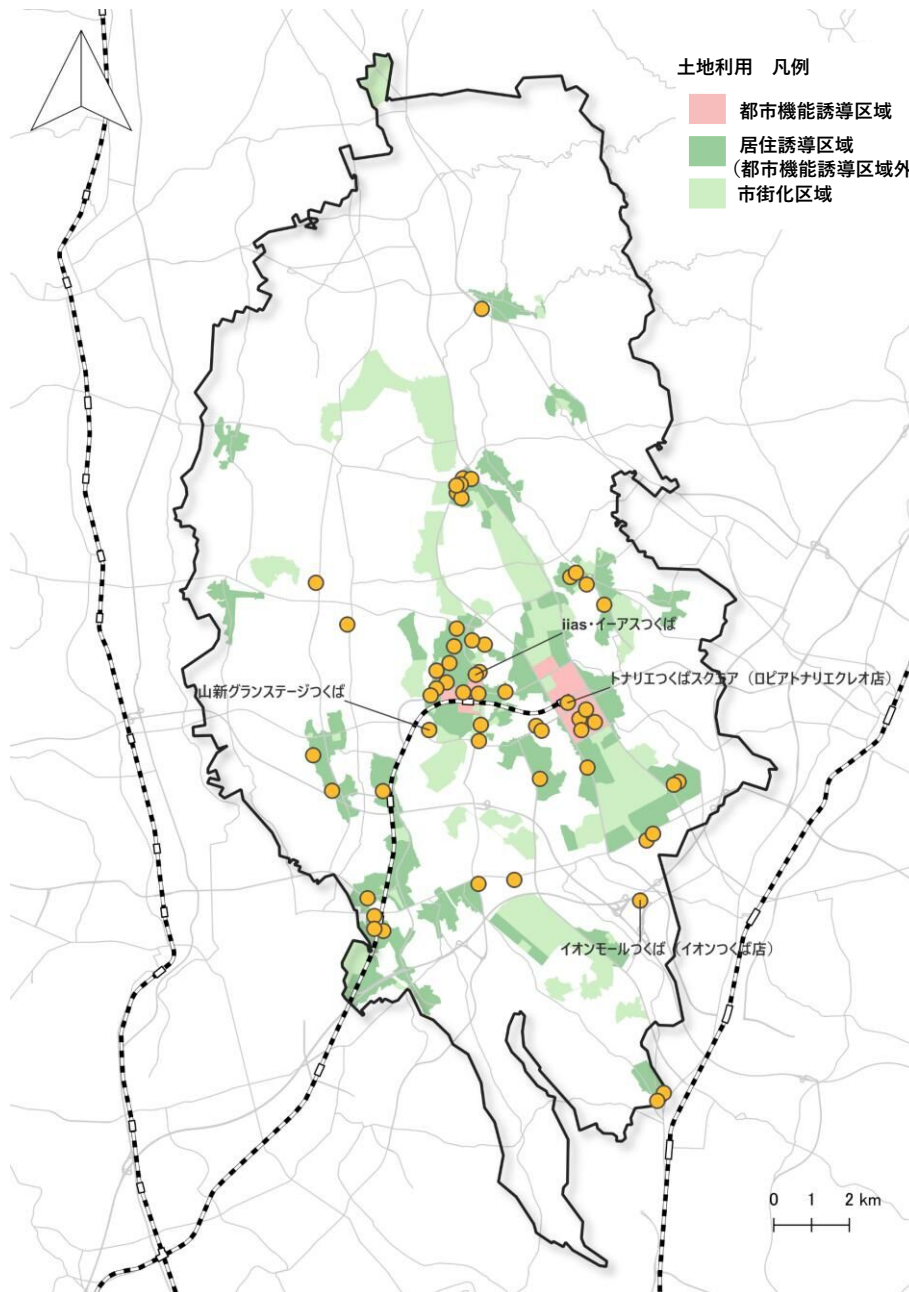 土地利用 凡例
都市機能誘導区域
居住誘導区域
（都市機能誘導区域外
市街化区域
iias・イーアスつくば
トナリエつくばスクエア（ロピアトナリエクレオ店）
山新グランステージつくば
イオンモールつくば（イオンつくば店）
0 1 2 km